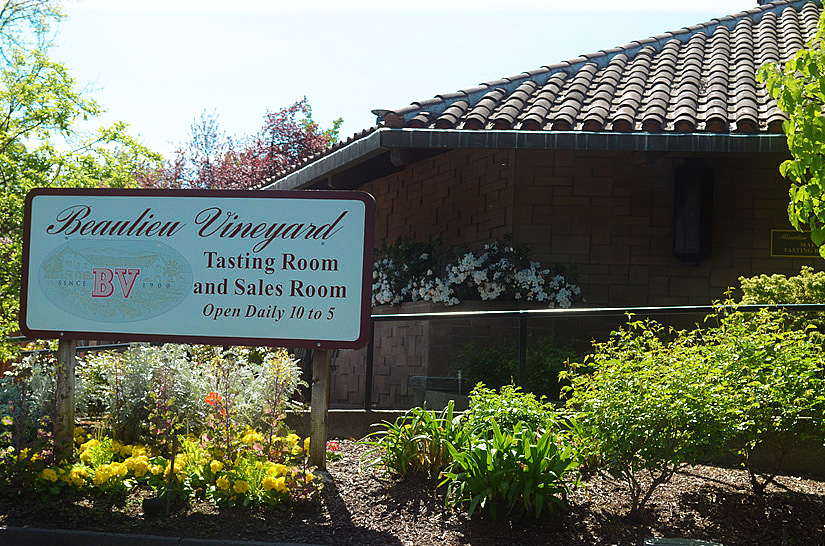 Beaulieu Vineyard
SINCE BV 1900
Tasting Room
and Sales Room
Open Daily 10 to 5